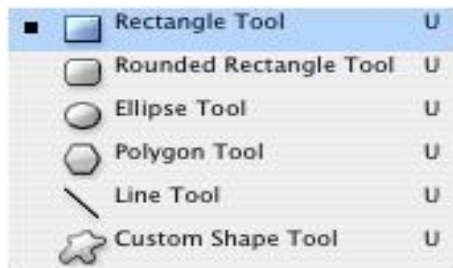 Rectangle Tool U
Rounded Rectangle Tool U
Ellipse Tool U
Polygon Tool U
Line Tool U
Custom Shape Tool U